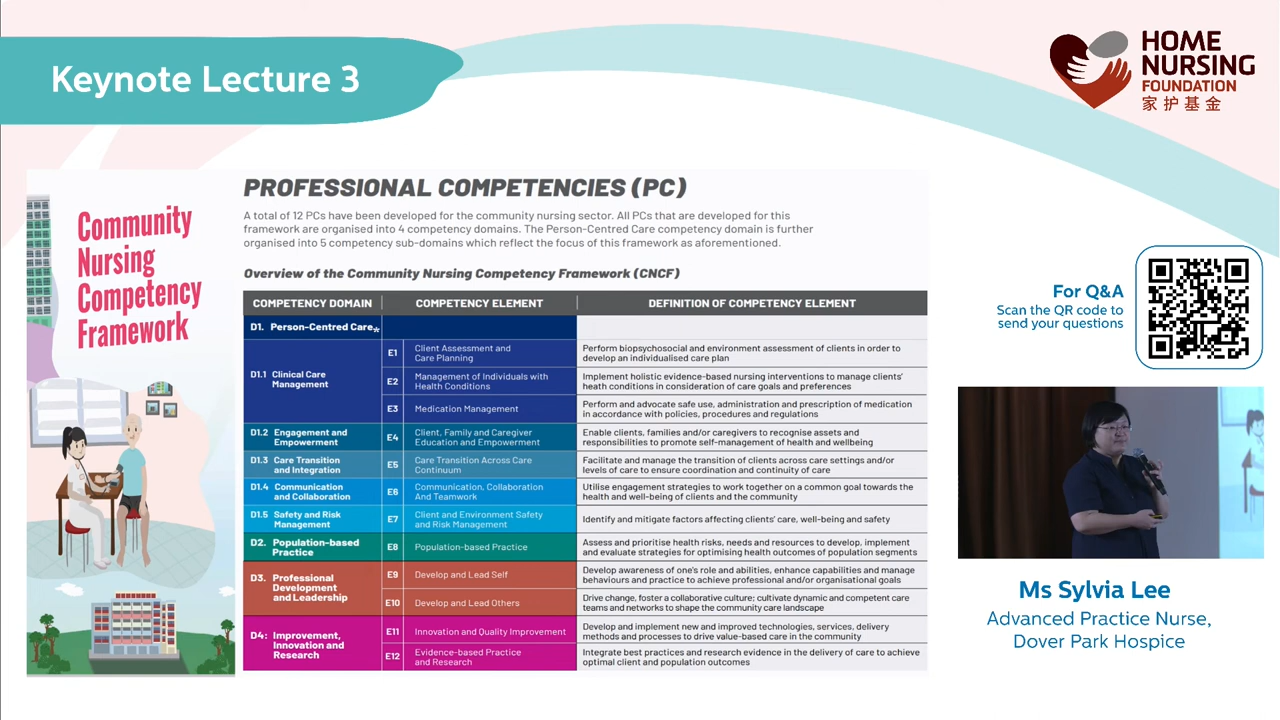 Keynote Lecture 3
HOME
NURSING
FOUNDATION
家护基金
Community
Nursing
Competency
Framework
PROFESSIONAL COMPETENCIES (PC)
A total of 12 PCs have been developed for the community nursing sector. All PCs that are developed for this
framework are organised into 4 competency domains. The Person-Centred Care competency domain is further
organised into 5 competency sub-domains which reflect the focus of this framework as aforementioned.
Overview of the Community Nursing Competency Framework (CNCF)
COMPETENCY DOMAIN COMPETENCY ELEMENT DEFINITION OF COMPETENCY ELEMENT
D1. Person-Centred Care*
D1.1 Clinical Care
Management
E1
Client Assessment and
Care Planning
Perform biopsychosocial and environment assessment of clients in order to
develop an individualised care plan
E2
Management of Individuals with
Health Conditions
Implement holistic evidence-based nursing interventions to manage clients'
heath conditions in consideration of care goals and preferences
E3
Medication Management
Perform and advocate safe use, administration and prescription of medication
in accordance with policies, procedures and regulations
D1.2 Engagement and
Empowerment
E4
Client, Family and Caregiver
Education and Empowerment
Enable clients, families and/or caregivers to recognise assets and
responsibilities to promote self-management of health and wellbeing
D1.3 Care Transition
and Integration
E5
Care Transition Across Care
Continuum
Facilitate and manage the transition of clients across care settings and/or
levels of care to ensure coordination and continuity of care
D1.4 Communication
and Collaboration
E6
Communication, Collaboration
And Teamwork
Utilise engagement strategies to work together on a common goal towards the
health and well-being of clients and the community
D1.5 Safety and Risk
Management
E7
Client and Environment Safety
and Risk Management
Identify and mitigate factors affecting clients' care, well-being and safety
D2. Population-based
Practice
E8
Population-based Practice
Assess and prioritise health risks, needs and resources to develop, implement
and evaluate strategies for optimising health outcomes of population segments
D3. Professional
Development
and Leadership
E9
Develop and Lead Self
Develop awareness of one's role and abilities, enhance capabilities and manage
behaviours and practice to achieve professional and/or organisational goals
E10
Develop and Lead Others
Drive change, foster a collaborative culture; cultivate dynamic and competent care
teams and networks to shape the community care landscape
D4: Improvement,
Innovation and
Research
E11
Innovation and Quality Improvement
Develop and implement new and improved technologies, services, delivery
methods and processes to drive value-based care in the community
E12
Evidence-based Practice
and Research
Integrate best practices and research evidence in the delivery of care to achieve
optimal client and population outcomes
For Q&A
Scan the QR code to
send your questions
Ms Sylvia Lee
Advanced Practice Nurse,
Dover Park Hospice